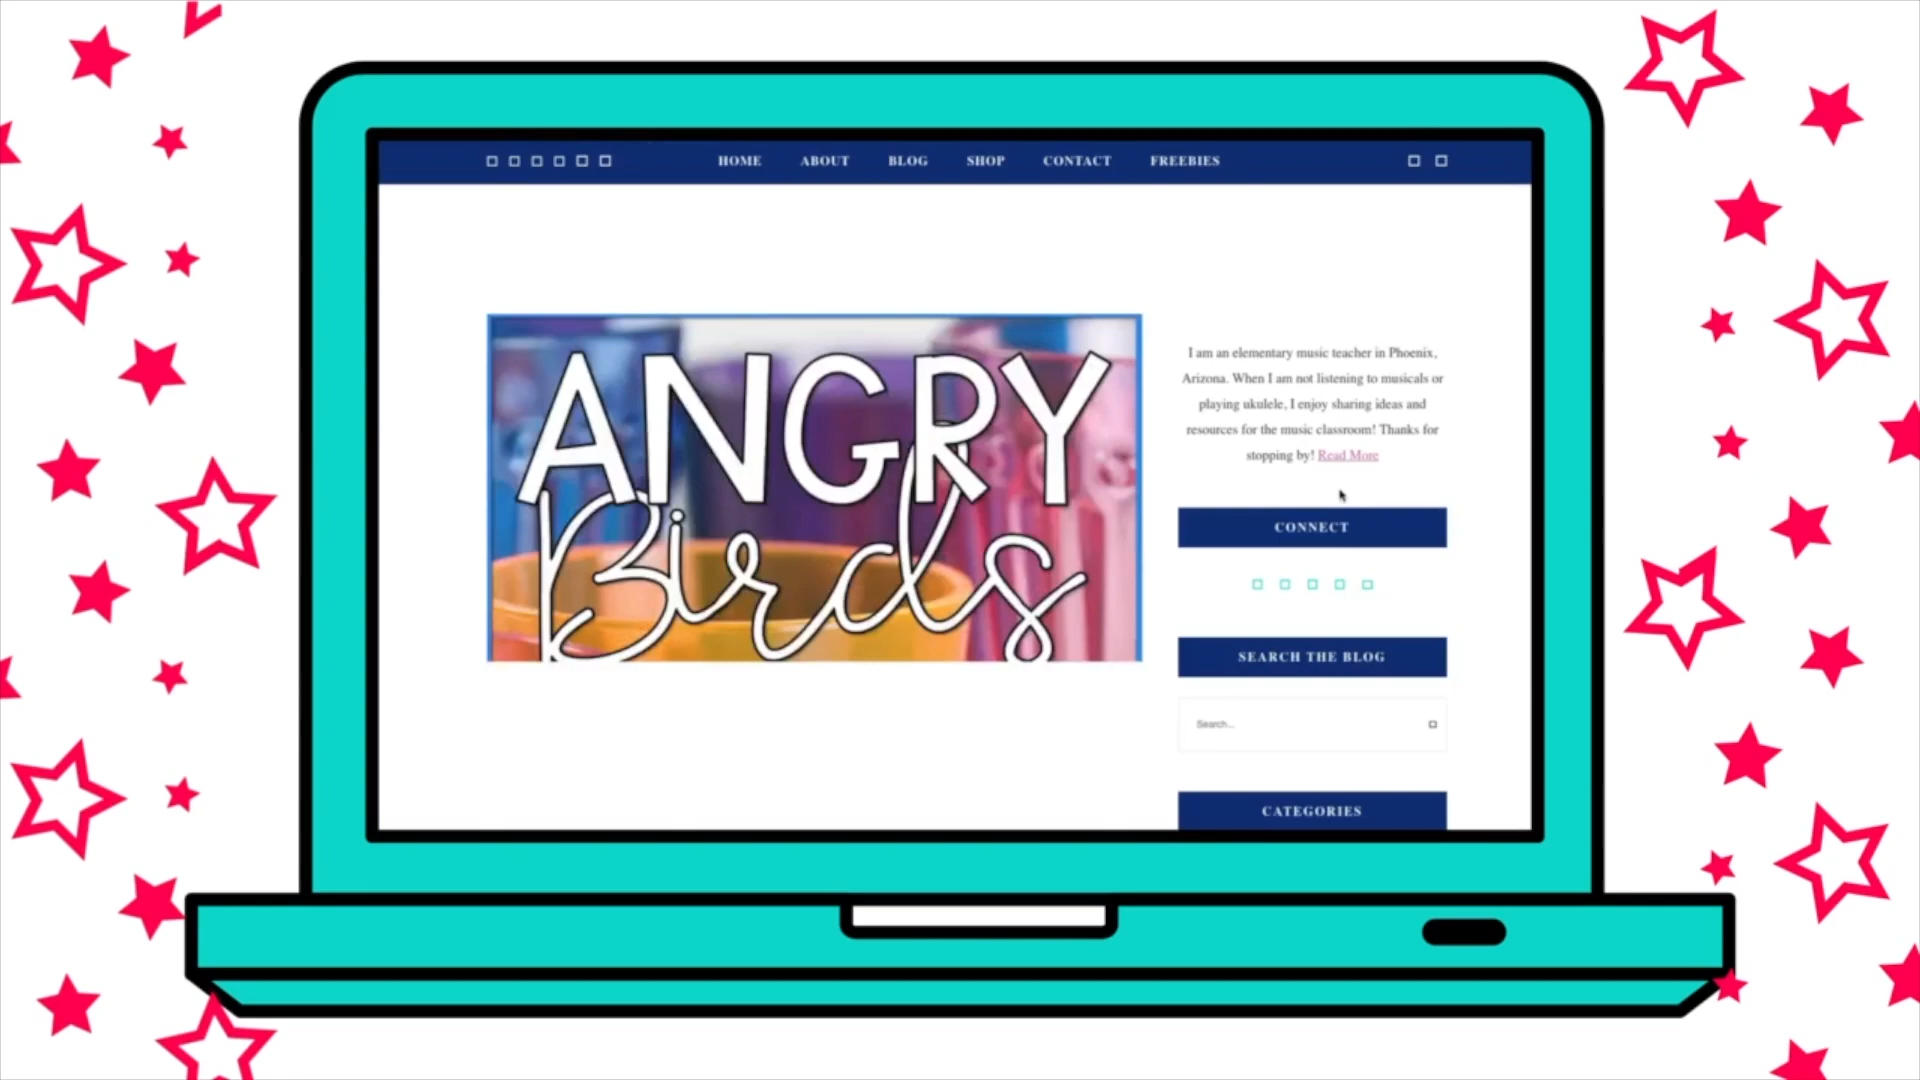 HOME ABOUT BLOG SHOP CONTACT FREEBIES
ANGRY
Birds
I am an elementary music teacher in Phoenix,
Arizona. When I am not listening to musicals or
playing ukulele, I enjoy sharing ideas and
resources for the music classroom! Thanks for
stopping by! Read More
CONNECT
SEARCH THE BLOG
Search...
CATEGORIES